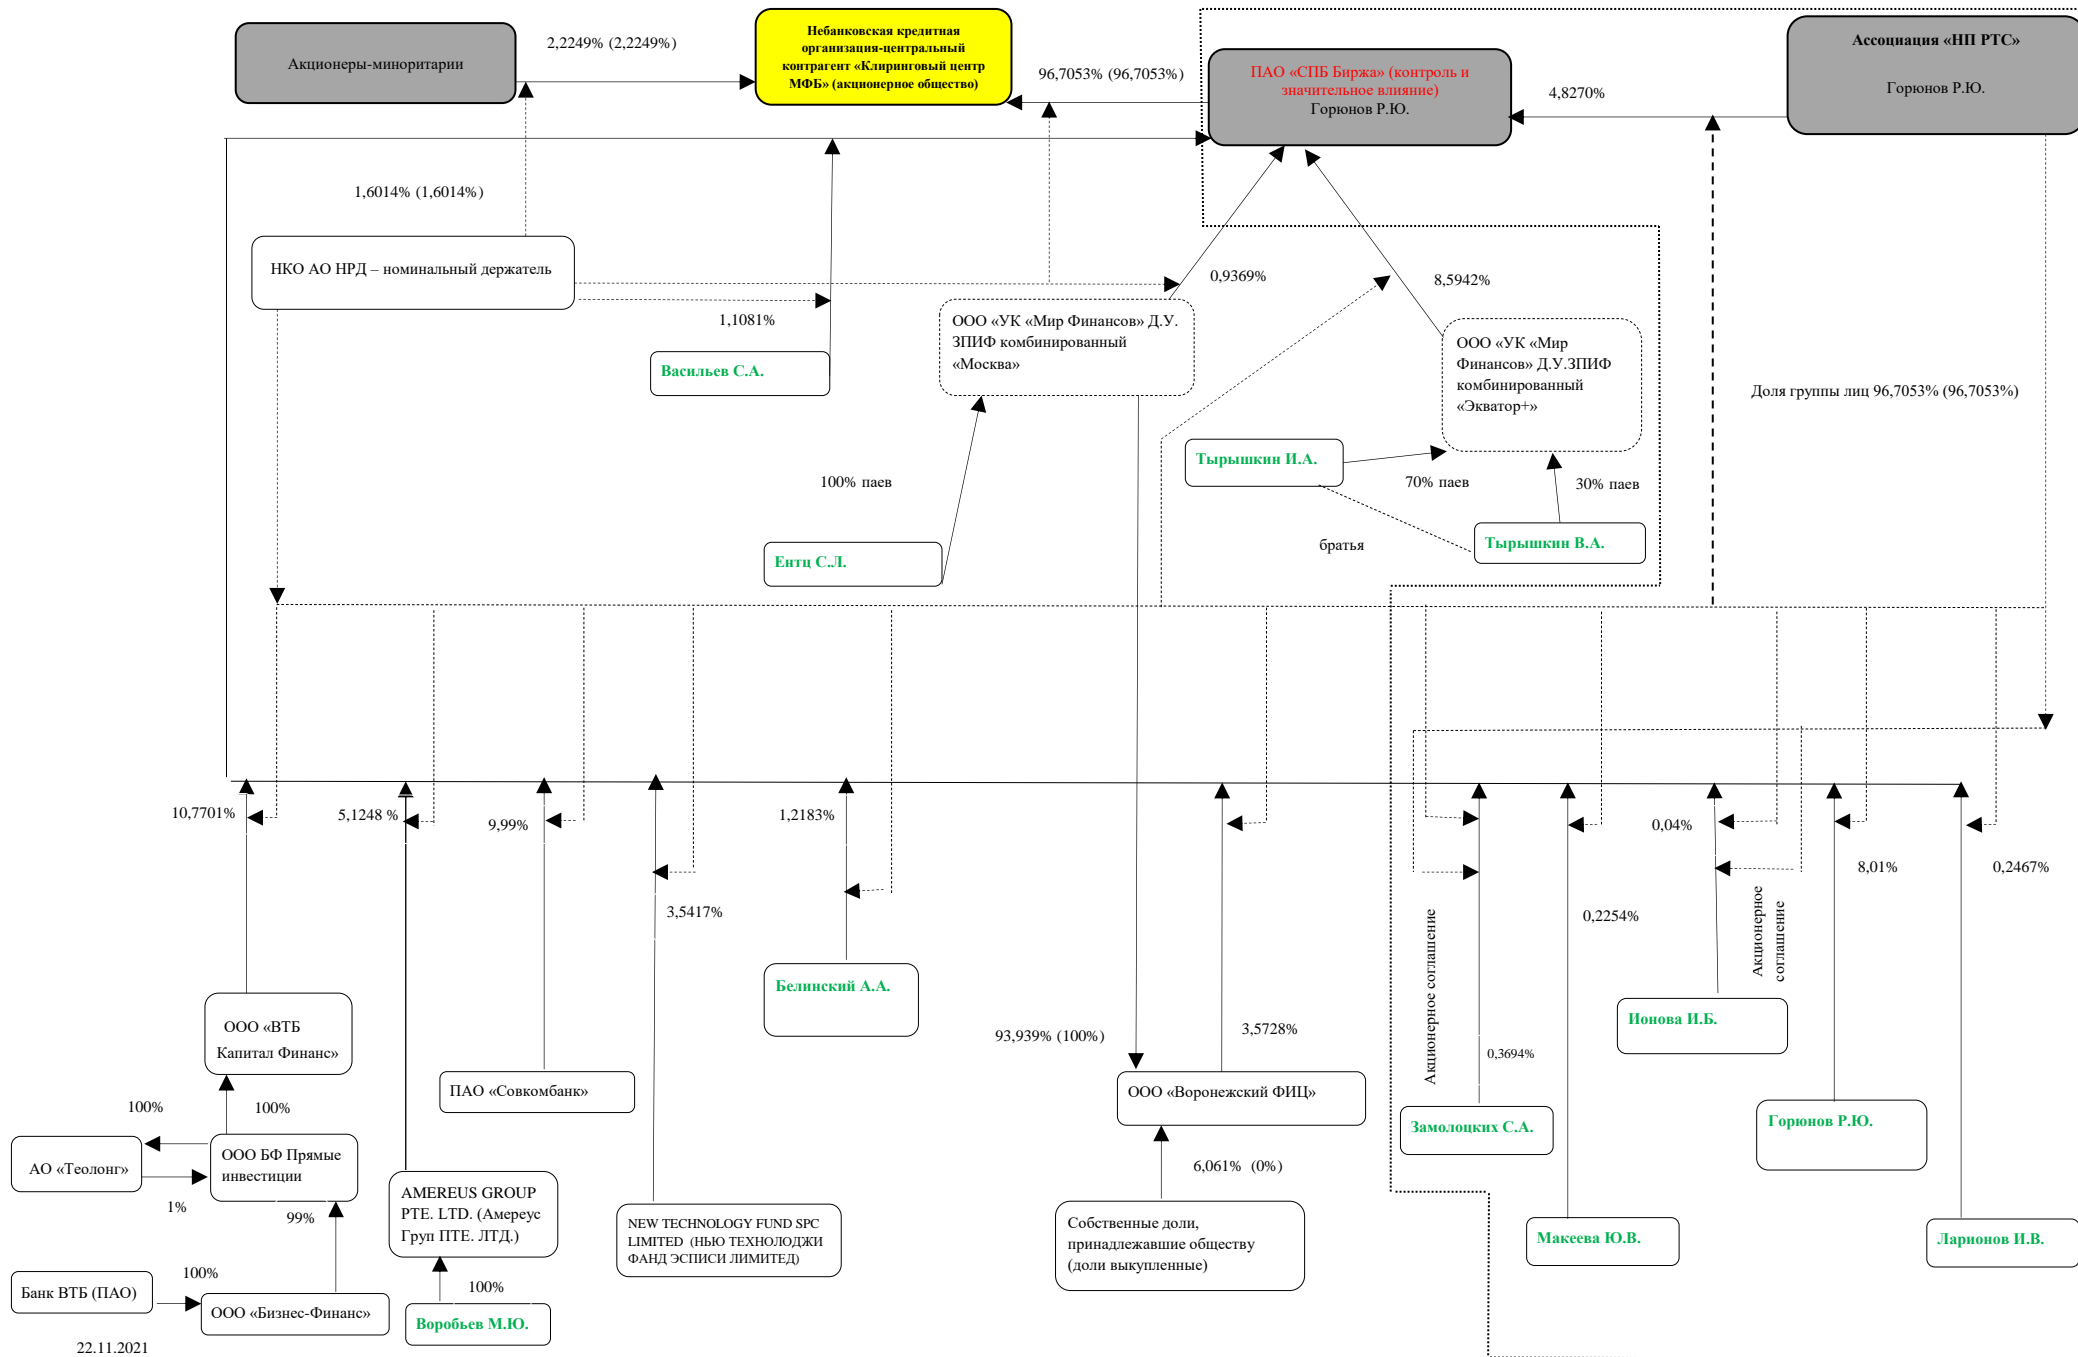 Акционеры-миноритарии
2,2249% (2,2249%)
Небанковская кредитная
организация-центральный
контрагент «Клиринговый центр
МФБ» (акционерное общество)
96,7053% (96,7053%)
ПАО «СПБ Биржа» (контроль и
значительное влияние)
Горюнов Р.Ю.
4,8270%
Ассоциация «НП РТС»
Горюнов Р.Ю.
1,6014% (1,6014%)
НКО АО НРД – номинальный держатель
1,1081%
Васильев С.А.
0,9369%
ООО «УК «Мир Финансов» Д.У.
ЗПИФ комбинированный
«Москва»
8,5942%
ООО «УК «Мир
Финансов» Д.У.ЗПИФ
комбинированный
«Экватор+»
Доля группы лиц 96,7053% (96,7053%)
Тырышкин И.А.
70% паев
30% паев
100% паев
братья
Тырышкин В.А.
Ентц С.Л.
10,7701%
5,1248 %
9,99%
3,5417%
1,2183%
0,04%
8,01%
0,2467%
0,2254%
Акционерное соглашение
Акционерное
соглашение
Белинский А.А.
ООО «ВТБ
Капитал Финанс»
93,939% (100%)
3,5728%
0,3694%
Ионова И.Б.
ПАО «Совкомбанк»
ООО «Воронежский ФИЦ»
Замолоцких С.А.
Горюнов Р.Ю.
100%
100%
АО «Теолонг»
ООО БФ Прямые
инвестиции
1%
99%
6,061%  (0%)
AMEREUS GROUP
PTE. LTD. (Амереус
Груп ПТЕ. ЛТД.)
NEW TECHNOLOGY FUND SPC
LIMITED  (НЬЮ ТЕХНОЛОДЖИ
ФАНД ЭСПИСИ ЛИМИТЕД)
Собственные доли,
принадлежавшие обществу
(доли выкупленные)
Макеева Ю.В.
Ларионов И.В.
Банк ВТБ (ПАО)
100%
ООО «Бизнес-Финанс»
100%
Воробьев М.Ю.
22.11.2021